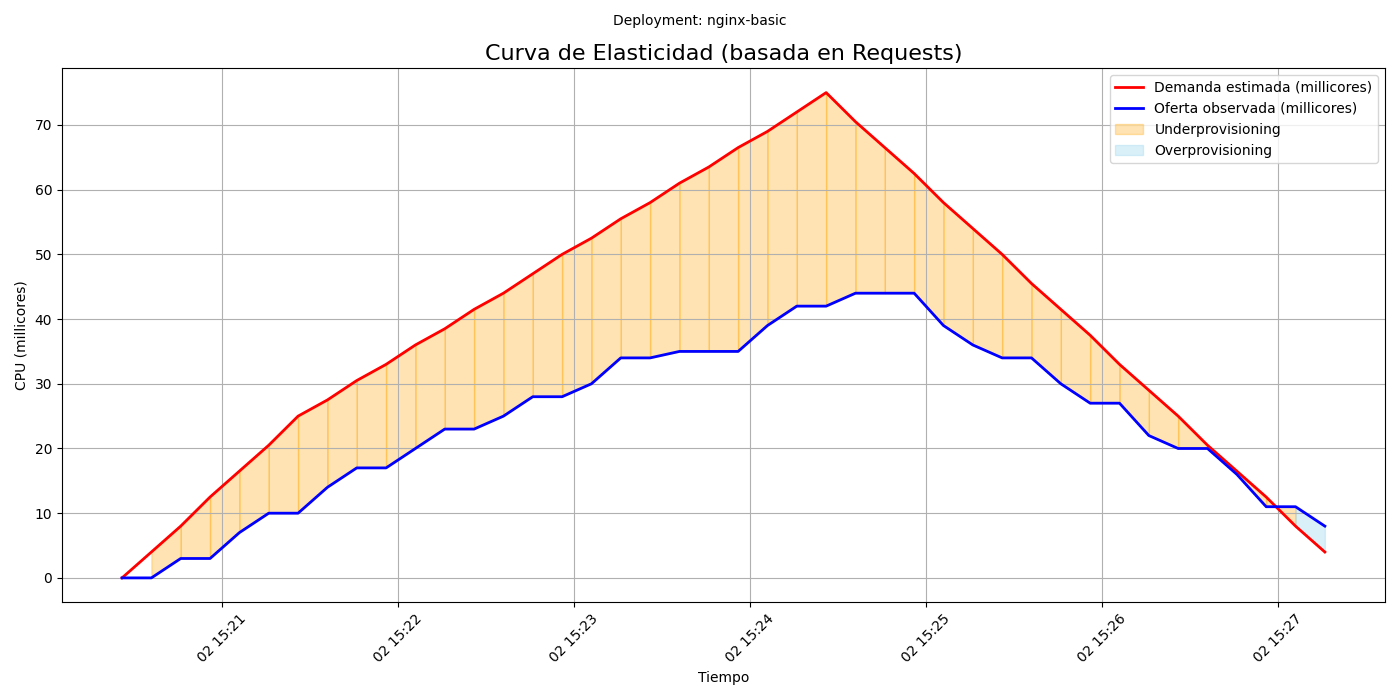 Deployment: nginx-basic
Curva de Elasticidad (basada en Requests)
Demanda estimada (millicores)
Oferta observada (millicores)
Underprovisioning
Overprovisioning
CPU (millicores)
70
60
50
40
30
20
10
0
02 15:21
02 15:22
02 15:23
02 15:24
02 15:25
02 15:26
02 15:27
Tiempo